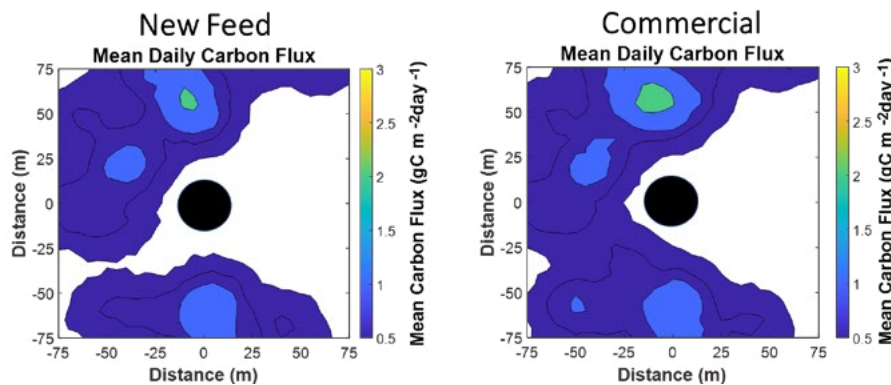 New Feed
Mean Daily Carbon Flux
75
50
25
0
-25
-50
-75
Distance (m)
-75 -50 -25 0 25 50 75
Distance (m)
3
2.5
2
1.5
1
0.5
Mean Carbon Flux (gC m -2day -1)
Commercial
Mean Daily Carbon Flux
75
50
25
0
-25
-50
-75
Distance (m)
-75 -50 -25 0 25 50 75
Distance (m)
3
2.5
2
1.5
1
0.5
Mean Carbon Flux (gC m -2day -1)